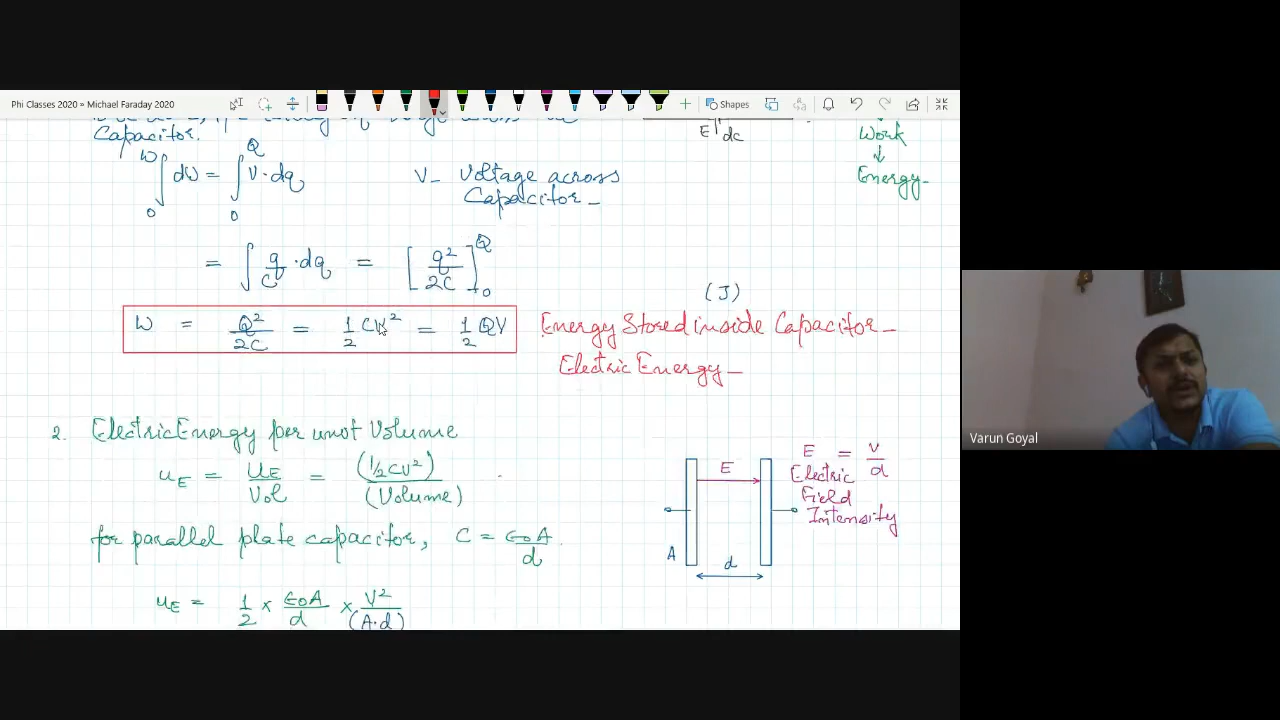 Phi Classes 2020 » Michael Faraday 2020
Shapes
Capacitor.
E dc
Work
↓
Energy-
∫₀^W dW = ∫₀^Q V·dq
V- Voltage across
Capacitor-
= ∫ q/C ·dq = [q²/2C]₀^Q
(J)
W = Q²/2C = 1/2 CV² = 1/2 QV
Energy Stored inside Capacitor-
Electric Energy-
2. Electric Energy per unot Volume
u_E = U_E/Vol = (1/2 CV²)/(Volume)
for parallel plate capacitor, C = ϵ₀A/d
u_E = 1/2 × ϵ₀A/d × V²/(A·d)
E
A
d
E = V/d
Electric
Field
Intensity
Varun Goyal